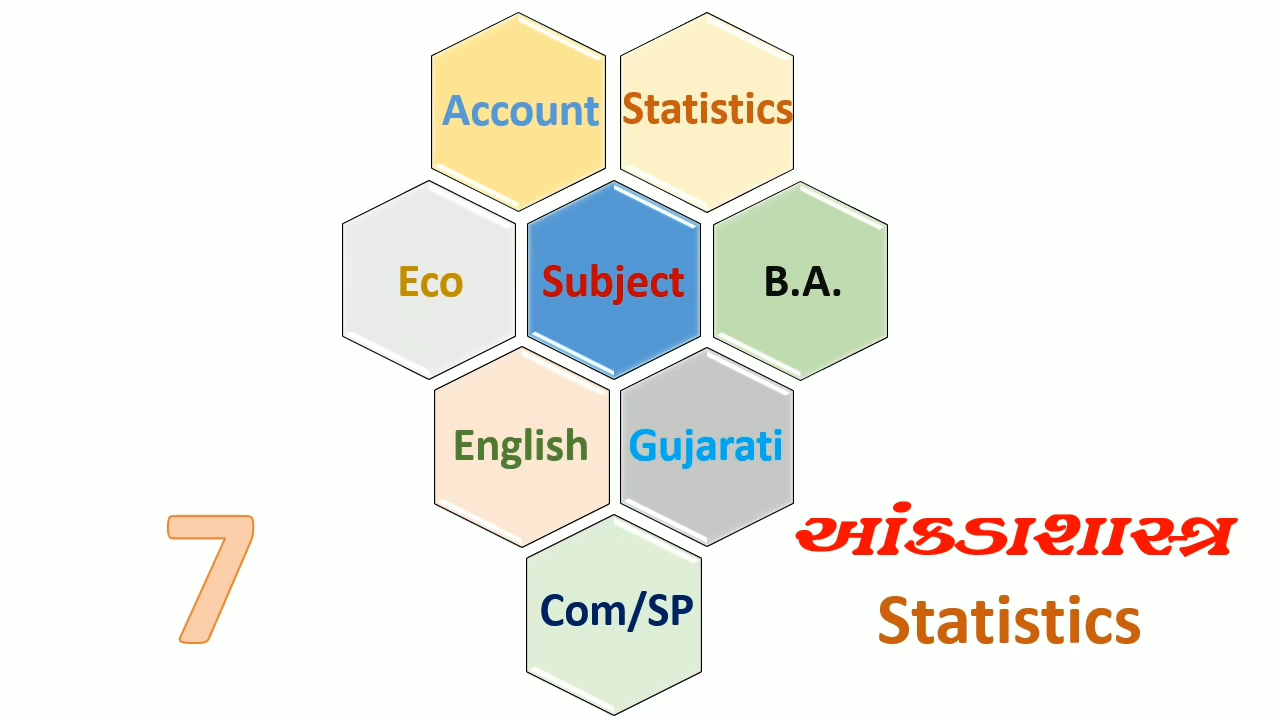 Account
Statistics
Eco
Subject
B.A.
English
Gujarati
Com/SP
7
આંકડાશાસ્ત્ર
Statistics